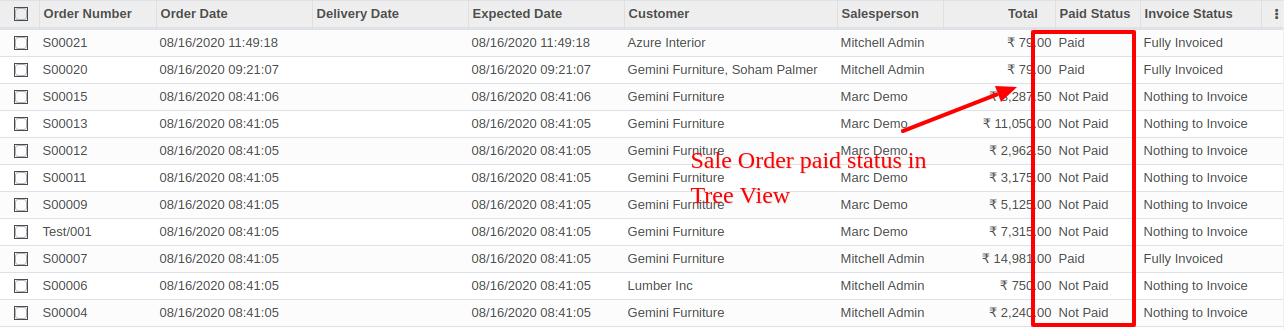 Order Number Order Date Delivery Date Expected Date Customer Salesperson Total Paid Status Invoice Status
S00021 08/16/2020 11:49:18 08/16/2020 11:49:18 Azure Interior Mitchell Admin ₹ 79.00 Paid Fully Invoiced
S00020 08/16/2020 09:21:07 08/16/2020 09:21:07 Gemini Furniture, Soham Palmer Mitchell Admin ₹ 79.00 Paid Fully Invoiced
S00015 08/16/2020 08:41:06 08/16/2020 08:41:06 Gemini Furniture Marc Demo ₹ ,287.50 Not Paid Nothing to Invoice
S00013 08/16/2020 08:41:05 08/16/2020 08:41:05 Gemini Furniture Marc Demo ₹ 11,050.00 Not Paid Nothing to Invoice
S00012 08/16/2020 08:41:05 08/16/2020 08:41:05 Gemini Furniture Marc Demo ₹ 2,962.50 Not Paid Nothing to Invoice
Sale Order paid status in
S00011 08/16/2020 08:41:05 08/16/2020 08:41:05 Gemini Furniture Marc Demo ₹ 3,175.00 Not Paid Nothing to Invoice
Tree View
S00009 08/16/2020 08:41:05 08/16/2020 08:41:05 Gemini Furniture Marc Demo ₹ 5,125.00 Not Paid Nothing to Invoice
Test/001 08/16/2020 08:41:05 08/16/2020 08:41:05 Gemini Furniture Marc Demo ₹ 7,315.00 Not Paid Nothing to Invoice
S00007 08/16/2020 08:41:05 08/16/2020 08:41:05 Gemini Furniture Mitchell Admin ₹ 14,981.00 Paid Fully Invoiced
S00006 08/16/2020 08:41:05 08/16/2020 08:41:05 Lumber Inc Mitchell Admin ₹ 750.00 Not Paid Nothing to Invoice
S00004 08/16/2020 08:41:05 08/16/2020 08:41:05 Gemini Furniture Mitchell Admin ₹ 2,240.00 Not Paid Nothing to Invoice